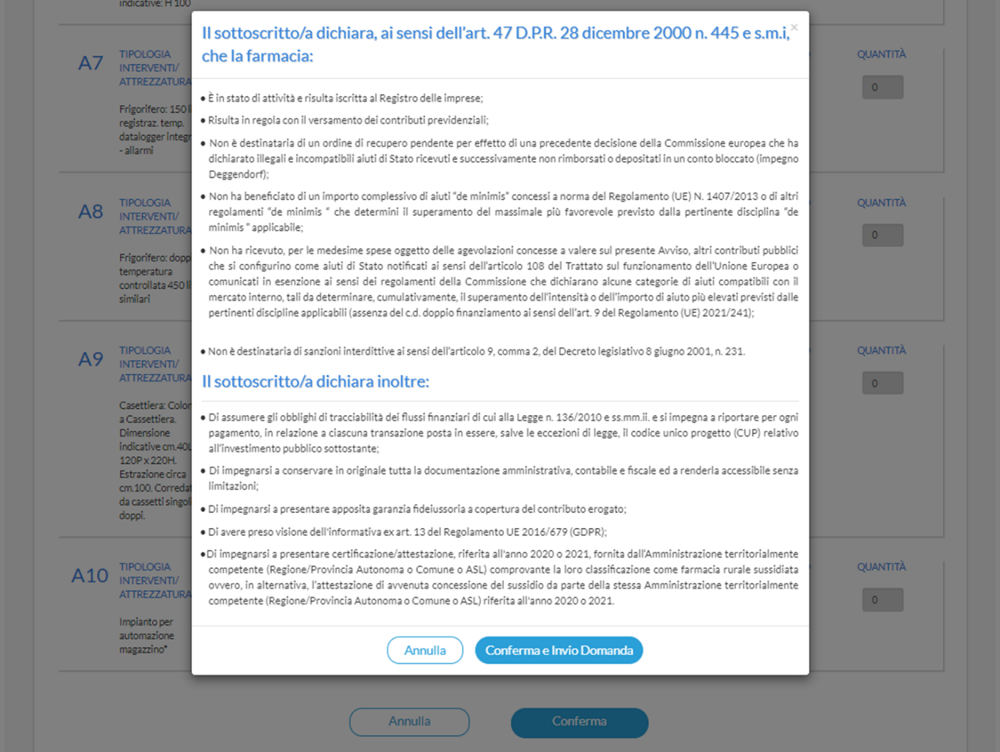 indicative: H 100
Il sottoscritto/a dichiara, ai sensi dell'art. 47 D.P.R. 28 dicembre 2000 n. 445 e s.m.i,
che la farmacia:
×
• È in stato di attività e risulta iscritta al Registro delle imprese;
• Risulta in regola con il versamento dei contributi previdenziali;
• Non è destinataria di un ordine di recupero pendente per effetto di una precedente decisione della Commissione europea che ha
dichiarato illegali e incompatibili aiuti di Stato ricevuti e successivamente non rimborsati o depositati in un conto bloccato (impegno
Deggendorf);
• Non ha beneficiato di un importo complessivo di aiuti "de minimis" concessi a norma del Regolamento (UE) N. 1407/2013 o di altri
regolamenti "de minimis " che determini il superamento del massimale più favorevole previsto dalla pertinente disciplina "de
minimis " applicabile;
• Non ha ricevuto, per le medesime spese oggetto delle agevolazioni concesse a valere sul presente Avviso, altri contributi pubblici
che si configurino come aiuti di Stato notificati ai sensi dell'articolo 108 del Trattato sul funzionamento dell'Unione Europea o
comunicati in esenzione ai sensi dei regolamenti della Commissione che dichiarano alcune categorie di aiuti compatibili con il
mercato interno, tali da determinare, cumulativamente, il superamento dell'intensità o dell'importo di aiuto più elevati previsti dalle
pertinenti discipline applicabili (assenza del c.d. doppio finanziamento ai sensi dell'art. 9 del Regolamento (UE) 2021/241);
• Non è destinataria di sanzioni interdittive ai sensi dell'articolo 9, comma 2, del Decreto legislativo 8 giugno 2001, n. 231.
Il sottoscritto/a dichiara inoltre:
• Di assumere gli obblighi di tracciabilità dei flussi finanziari di cui alla Legge n. 136/2010 e ss.mm.ii. e si impegna a riportare per ogni
pagamento, in relazione a ciascuna transazione posta in essere, salve le eccezioni di legge, il codice unico progetto (CUP) relativo
all'investimento pubblico sottostante;
• Di impegnarsi a conservare in originale tutta la documentazione amministrativa, contabile e fiscale ed a renderla accessibile senza
limitazioni;
• Di impegnarsi a presentare apposita garanzia fideiussoria a copertura del contributo erogato;
• Di avere preso visione dell'informativa ex art. 13 del Regolamento UE 2016/679 (GDPR);
•Di impegnarsi a presentare certificazione/attestazione, riferita all'anno 2020 o 2021, fornita dall'Amministrazione territorialmente
competente (Regione/Provincia Autonoma o Comune o ASL) comprovante la loro classificazione come farmacia rurale sussidiata
ovvero, in alternativa, l'attestazione di avvenuta concessione del sussidio da parte della stessa Amministrazione territorialmente
competente (Regione/Provincia Autonoma o Comune o ASL) riferita all'anno 2020 o 2021.
Annulla
Conferma e Invio Domanda
A7
TIPOLOGIA
INTERVENTI/
ATTREZZATURA
Frigorifero: 150
registraz. temp.
datalogger
- allarmi
QUANTITÀ
0
A8
TIPOLOGIA
INTERVENTI/
ATTREZZATURA
Frigorifero:
temperatura
controllata 450
similari
QUANTITÀ
0
A9
TIPOLOGIA
INTERVENTI/
ATTREZZATURA
Casettiera:
a Cassettiera.
Dimensione
indicative cm.40L
120P x 220H.
Estrazione circa
cm.100.
da cassetti
doppi.
QUANTITÀ
0
A10
TIPOLOGIA
INTERVENTI/
ATTREZZATURA
Impianto per
automazione
magazzino*
QUANTITÀ
0
Annulla
Conferma